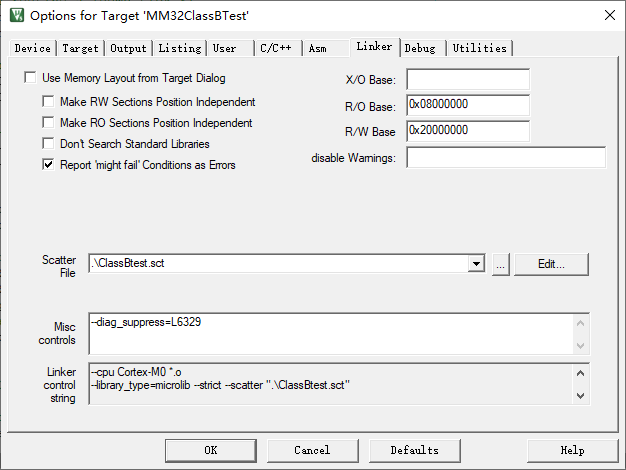 Options for Target 'MM32ClassBTest'
Device Target Output Listing User C/C++ Asm Linker Debug Utilities
Use Memory Layout from Target Dialog
Make RW Sections Position Independent
Make RO Sections Position Independent
Don't Search Standard Libraries
Report 'might fail' Conditions as Errors
X/O Base:
R/O Base: 0x08000000
R/W Base 0x20000000
disable Warnings:
Scatter File .\ClassBtest.sct ... Edit...
Misc controls --diag_suppress=L6329
Linker control string --cpu Cortex-M0 *.o
--library_type=microlib --strict --scatter ".\ClassBtest.sct"
OK Cancel Defaults Help